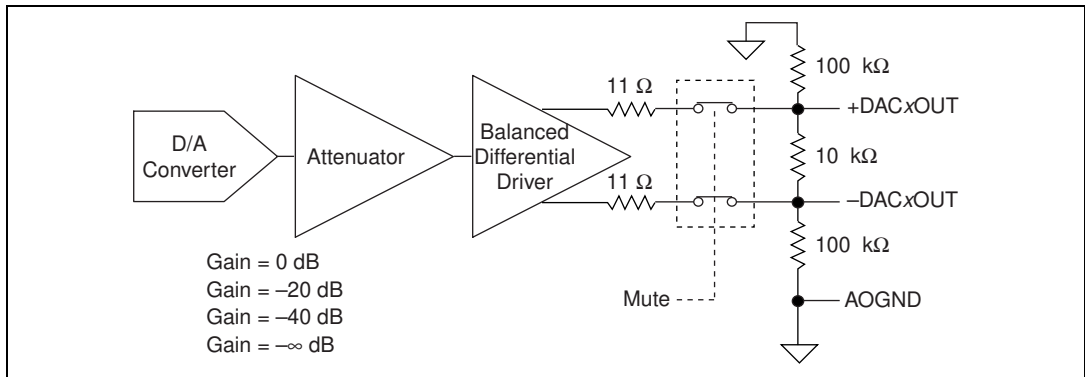 D/A
Converter
Attenuator
Balanced
Differential
Driver
11 Ω
11 Ω
100 kΩ
+DACxOUT
10 kΩ
–DACxOUT
100 kΩ
AOGND
Mute
Gain = 0 dB
Gain = –20 dB
Gain = –40 dB
Gain = –∞ dB